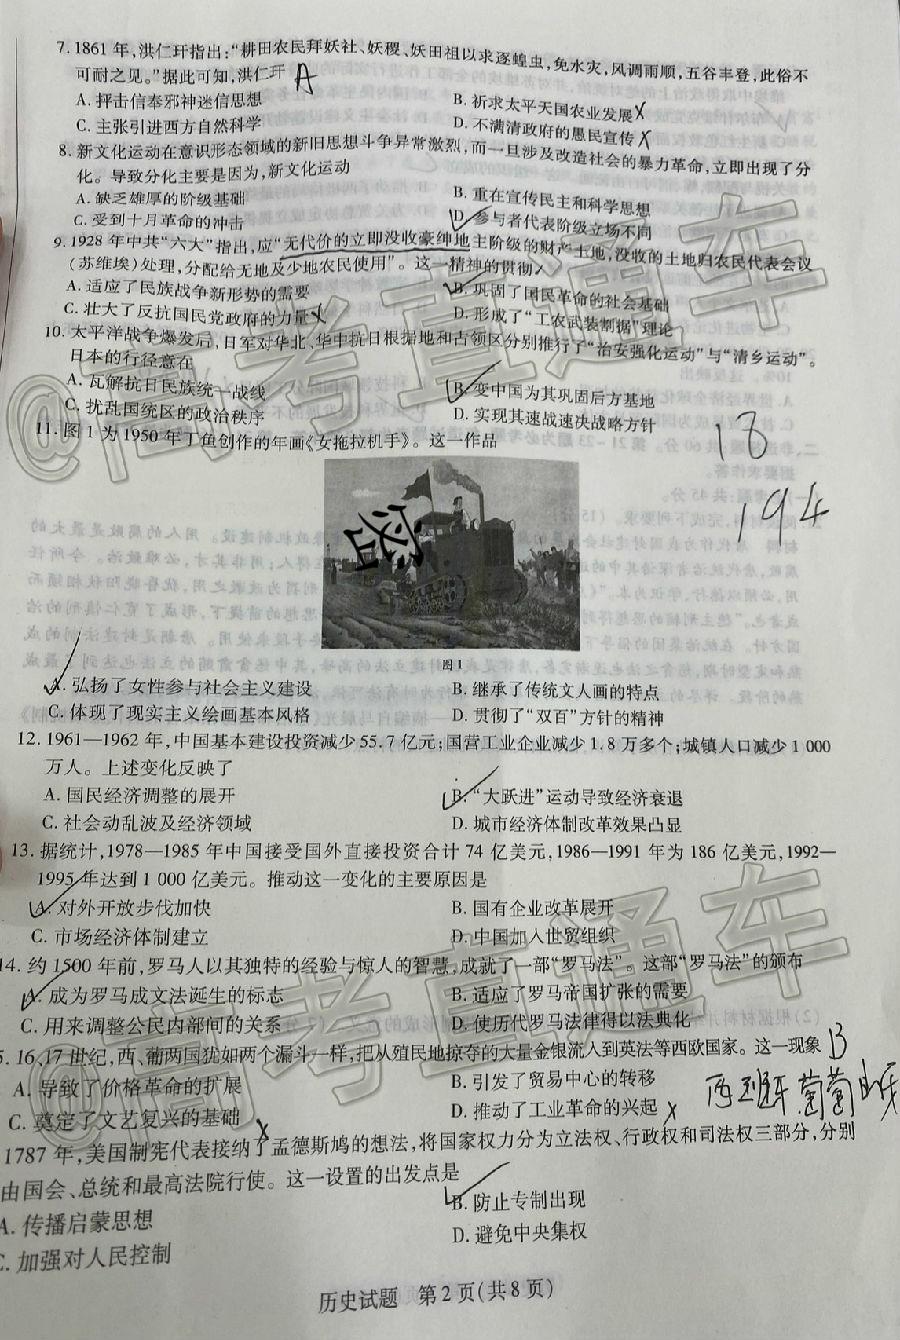 7. 1861 年,洪仁玕指出:“耕田农民拜妖社、妖稷,妖田祖以求逐蝗虫,免水灾,风调雨顺,五谷丰登,此俗不
可耐之见。”据此可知,洪仁玕 A
A. 抨击信奉邪神迷信思想 B. 祈求太平天国农业发展
C. 主张引进西方自然科学 D. 不满清政府的愚民宣传
8. 新文化运动在意识形态领域的新旧思想斗争异常激烈,而一旦涉及改造社会的暴力革命,立即出现了分
化。导致分化主要是因为,新文化运动
A. 缺乏雄厚的阶级基础 B. 重在宣传民主和科学思想
C. 受到十月革命的冲击 D. 参与者代表阶级立场不同
9. 1928 年中共“六大”指出,应“无代价的立即没收豪绅地主阶级的财产土地,没收的土地归农民代表会议
(苏维埃)处理,分配给无地及少地农民使用”。这一精神的贯彻
A. 适应了民族战争新形势的需要 B. 巩固了国民革命的社会基础
C. 壮大了反抗国民党政府的力量 D. 形成了“工农武装割据”理论
10. 太平洋战争爆发后,日军对华北、华中抗日根据地和占领区分别推行了“治安强化运动”与“清乡运动”。
日本的行径意在
A. 瓦解抗日民族统一战线 B. 变中国为其巩固后方基地
C. 扰乱国统区的政治秩序 D. 实现其速战速决战略方针
11. 图 1 为 1950 年丁鱼创作的年画《女拖拉机手》。这一作品
18
194
密
图 1
A. 弘扬了女性参与社会主义建设 B. 继承了传统文人画的特点
C. 体现了现实主义绘画基本风格 D. 贯彻了“双百”方针的精神
12. 1961—1962 年,中国基本建设投资减少 55.7 亿元;国营工业企业减少 1.8 万多个;城镇人口减少 1 000
万人。上述变化反映了
A. 国民经济调整的展开 B. “大跃进”运动导致经济衰退
C. 社会动乱波及经济领域 D. 城市经济体制改革效果凸显
13. 据统计,1978—1985 年中国接受国外直接投资合计 74 亿美元,1986—1991 年为 186 亿美元,1992—
1995 年达到 1 000 亿美元。推动这一变化的主要原因是
A. 对外开放步伐加快 B. 国有企业改革展开
C. 市场经济体制建立 D. 中国加入世贸组织
14. 约 1500 年前,罗马人以其独特的经验与惊人的智慧,成就了一部“罗马法”。这部“罗马法”的颁布
A. 成为罗马成文法诞生的标志 B. 适应了罗马帝国扩张的需要
C. 用来调整公民内部间的关系 D. 使历代罗马法律得以法典化
5. 16、17 世纪,西、葡两国犹如两个漏斗一样,把从殖民地掠夺的大量金银流入到英法等西欧国家。这一现象 B
A. 导致了价格革命的扩展 B. 引发了贸易中心的转移
C. 奠定了文艺复兴的基础 D. 推动了工业革命的兴起
西班牙 葡萄牙
1787 年,美国制宪代表接纳了孟德斯鸠的想法,将国家权力分为立法权、行政权和司法权三部分,分别
由国会、总统和最高法院行使。这一设置的出发点是
A. 传播启蒙思想 B. 防止专制出现
C. 加强对人民控制 D. 避免中央集权
历史试题 第 2 页(共 8 页)
@高考直通车
@高考直通车